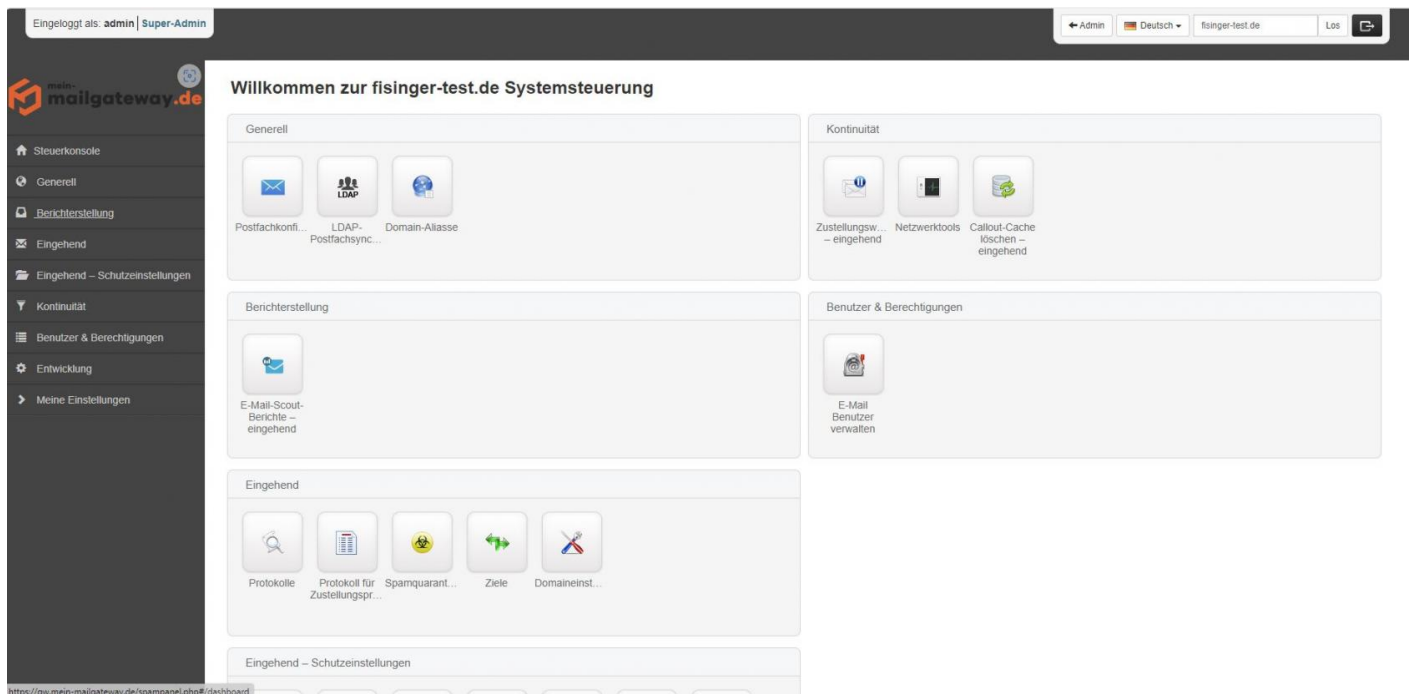 Eingeloggt als: admin | Super-Admin
Admin
Deutsch
fisinger-test.de
Los
mein-
mailgateway.de
Steuerkonsole
Generell
Berichterstellung
Eingehend
Eingehend – Schutzeinstellungen
Kontinuität
Benutzer & Berechtigungen
Entwicklung
Meine Einstellungen
Willkommen zur fisinger-test.de Systemsteuerung
Generell
Postfachkonfi...
LDAP
LDAP-
Postfachsync...
Domain-Aliasse
Kontinuität
Zustellungsw...
– eingehend
Netzwerktools
Callout-Cache
löschen –
eingehend
Berichterstellung
E-Mail-Scout-
Berichte –
eingehend
Benutzer & Berechtigungen
E-Mail
Benutzer
verwalten
Eingehend
Protokolle
Protokoll für
Zustellungspr...
Spamquarant...
Ziele
Domaineinst...
Eingehend – Schutzeinstellungen
https://gw.mein-mailgateway.de/spampanel.php#/dashboard